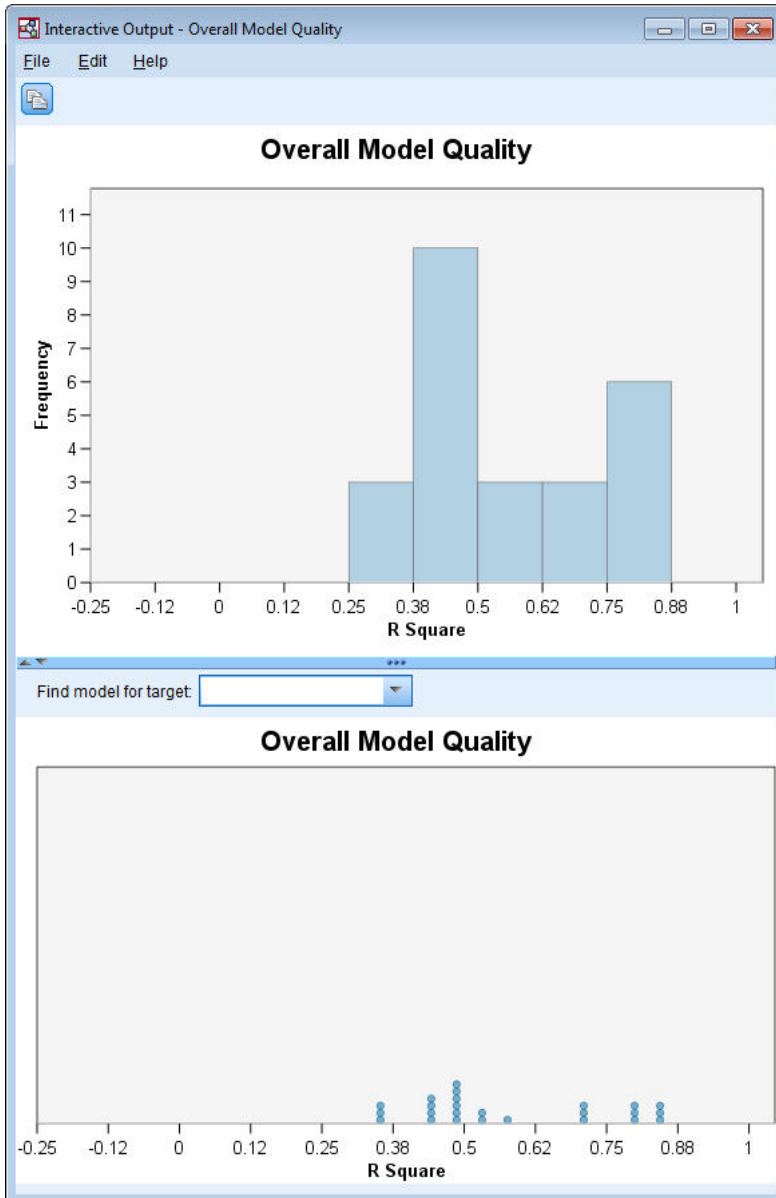 Interactive Output - Overall Model Quality
File Edit Help
Overall Model Quality
Frequency
11
10
9
8
7
6
5
4
3
2
1
0
-0.25 -0.12 0 0.12 0.25 0.38 0.5 0.62 0.75 0.88 1
R Square
Find model for target:
Overall Model Quality
-0.25 -0.12 0 0.12 0.25 0.38 0.5 0.62 0.75 0.88 1
R Square